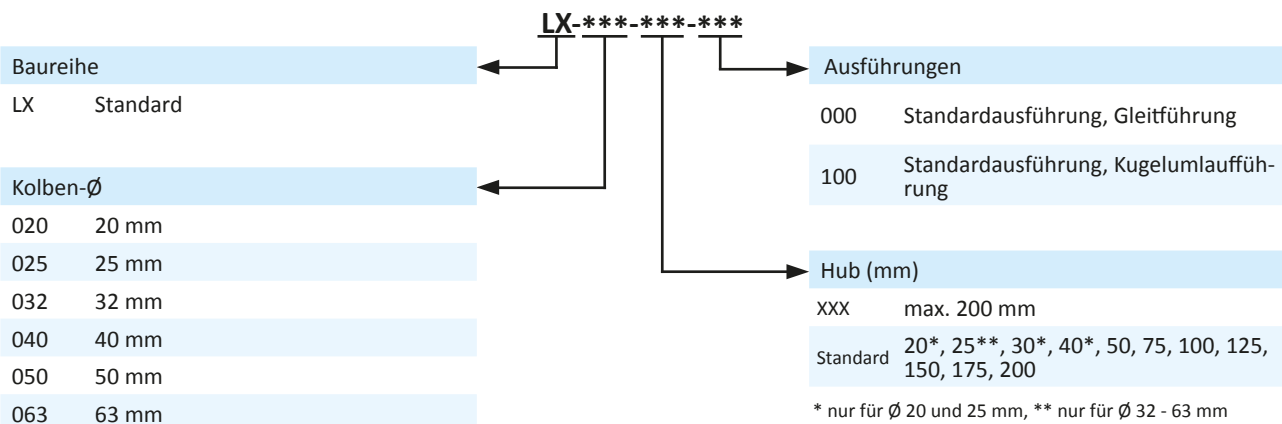 LX-***-***-***
Baureihe
LX Standard
Kolben-Ø
020 20 mm
025 25 mm
032 32 mm
040 40 mm
050 50 mm
063 63 mm
Ausführungen
000 Standardausführung, Gleitführung
100 Standardausführung, Kugelumlauffüh-
rung
Hub (mm)
XXX max. 200 mm
Standard 20*, 25**, 30*, 40*, 50, 75, 100, 125,
150, 175, 200
* nur für Ø 20 und 25 mm, ** nur für Ø 32 - 63 mm